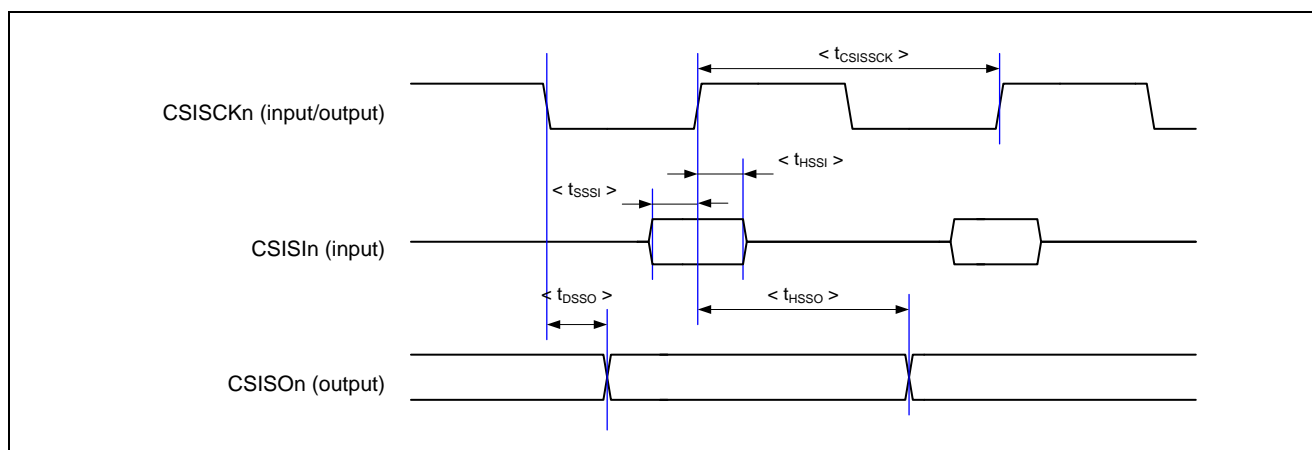 < tCSISSCK >
CSISCKn (input/output)
< tHSSI >
< tSSSI >
CSISIn (input)
< tDSSO >
< tHSSO >
CSISOn (output)